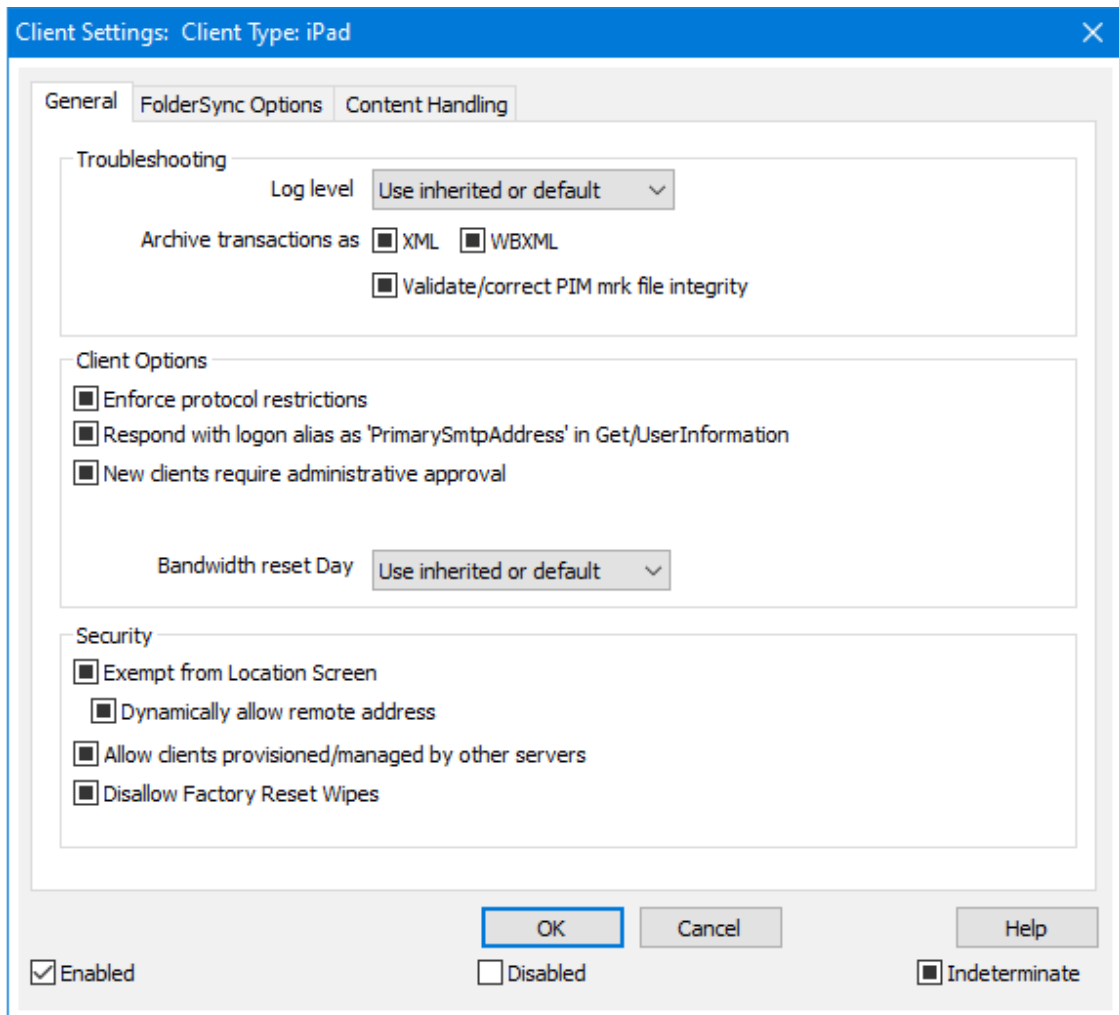 Client Settings:  Client Type: iPad
General FolderSync Options Content Handling
Troubleshooting
Log level Use inherited or default
Archive transactions as XML WBXML
Validate/correct PIM mrk file integrity
Client Options
Enforce protocol restrictions
Respond with logon alias as 'PrimarySmtpAddress' in Get/UserInformation
New clients require administrative approval
Bandwidth reset Day Use inherited or default
Security
Exempt from Location Screen
Dynamically allow remote address
Allow clients provisioned/managed by other servers
Disallow Factory Reset Wipes
OK Cancel Help
Enabled Disabled Indeterminate